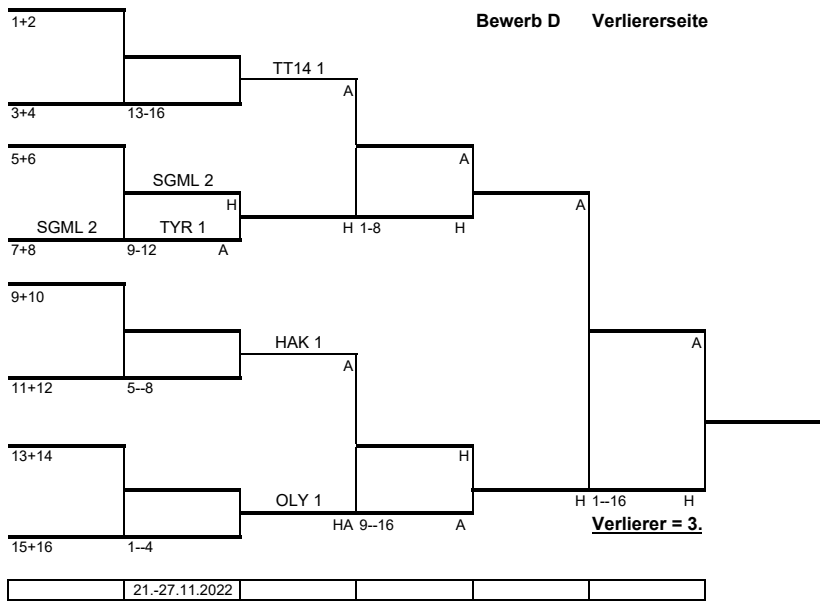 Bewerb D Verliererseite
1+2
TT14 1
A
3+4 13-16
5+6 A
SGML 2
H A
SGML 2 TYR 1 H 1-8 H
7+8 9-12 A
9+10
HAK 1 A
A
11+12 5--8
13+14 H
OLY 1 H 1--16 H
HA 9--16 A Verlierer = 3.
15+16 1--4
21.-27.11.2022